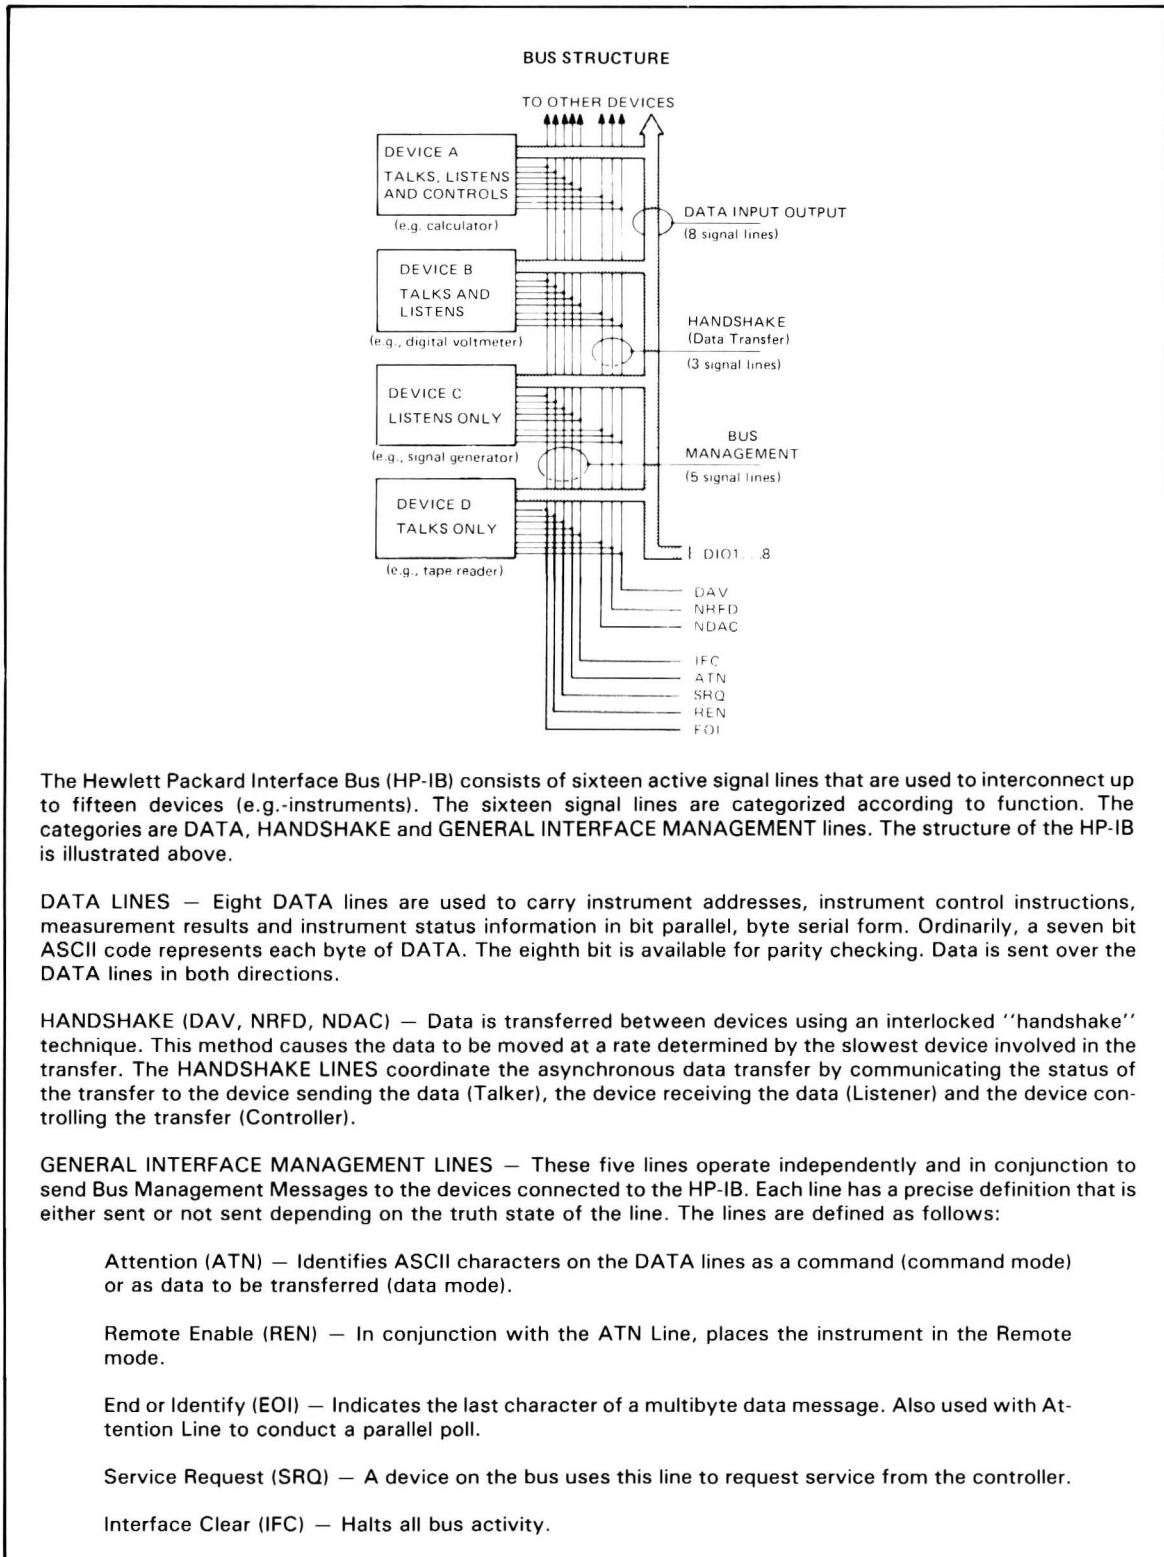 BUS STRUCTURE
TO OTHER DEVICES
DEVICE A
TALKS, LISTENS
AND CONTROLS
(e.g. calculator)
DATA INPUT OUTPUT
(8 signal lines)
DEVICE B
TALKS AND
LISTENS
(e.g., digital voltmeter)
HANDSHAKE
(Data Transfer)
(3 signal lines)
DEVICE C
LISTENS ONLY
(e.g., signal generator)
BUS
MANAGEMENT
(5 signal lines)
DEVICE D
TALKS ONLY
(e.g., tape reader)
DIO1...8
DAV
NRFD
NDAC
IFC
ATN
SRQ
REN
EOI
The Hewlett Packard Interface Bus (HP-IB) consists of sixteen active signal lines that are used to interconnect up
to fifteen devices (e.g.-instruments). The sixteen signal lines are categorized according to function. The
categories are DATA, HANDSHAKE and GENERAL INTERFACE MANAGEMENT lines. The structure of the HP-IB
is illustrated above.
DATA LINES — Eight DATA lines are used to carry instrument addresses, instrument control instructions,
measurement results and instrument status information in bit parallel, byte serial form. Ordinarily, a seven bit
ASCII code represents each byte of DATA. The eighth bit is available for parity checking. Data is sent over the
DATA lines in both directions.
HANDSHAKE (DAV, NRFD, NDAC) — Data is transferred between devices using an interlocked ''handshake''
technique. This method causes the data to be moved at a rate determined by the slowest device involved in the
transfer. The HANDSHAKE LINES coordinate the asynchronous data transfer by communicating the status of
the transfer to the device sending the data (Talker), the device receiving the data (Listener) and the device con-
trolling the transfer (Controller).
GENERAL INTERFACE MANAGEMENT LINES — These five lines operate independently and in conjunction to
send Bus Management Messages to the devices connected to the HP-IB. Each line has a precise definition that is
either sent or not sent depending on the truth state of the line. The lines are defined as follows:
Attention (ATN) — Identifies ASCII characters on the DATA lines as a command (command mode)
or as data to be transferred (data mode).
Remote Enable (REN) — In conjunction with the ATN Line, places the instrument in the Remote
mode.
End or Identify (EOI) — Indicates the last character of a multibyte data message. Also used with At-
tention Line to conduct a parallel poll.
Service Request (SRQ) — A device on the bus uses this line to request service from the controller.
Interface Clear (IFC) — Halts all bus activity.